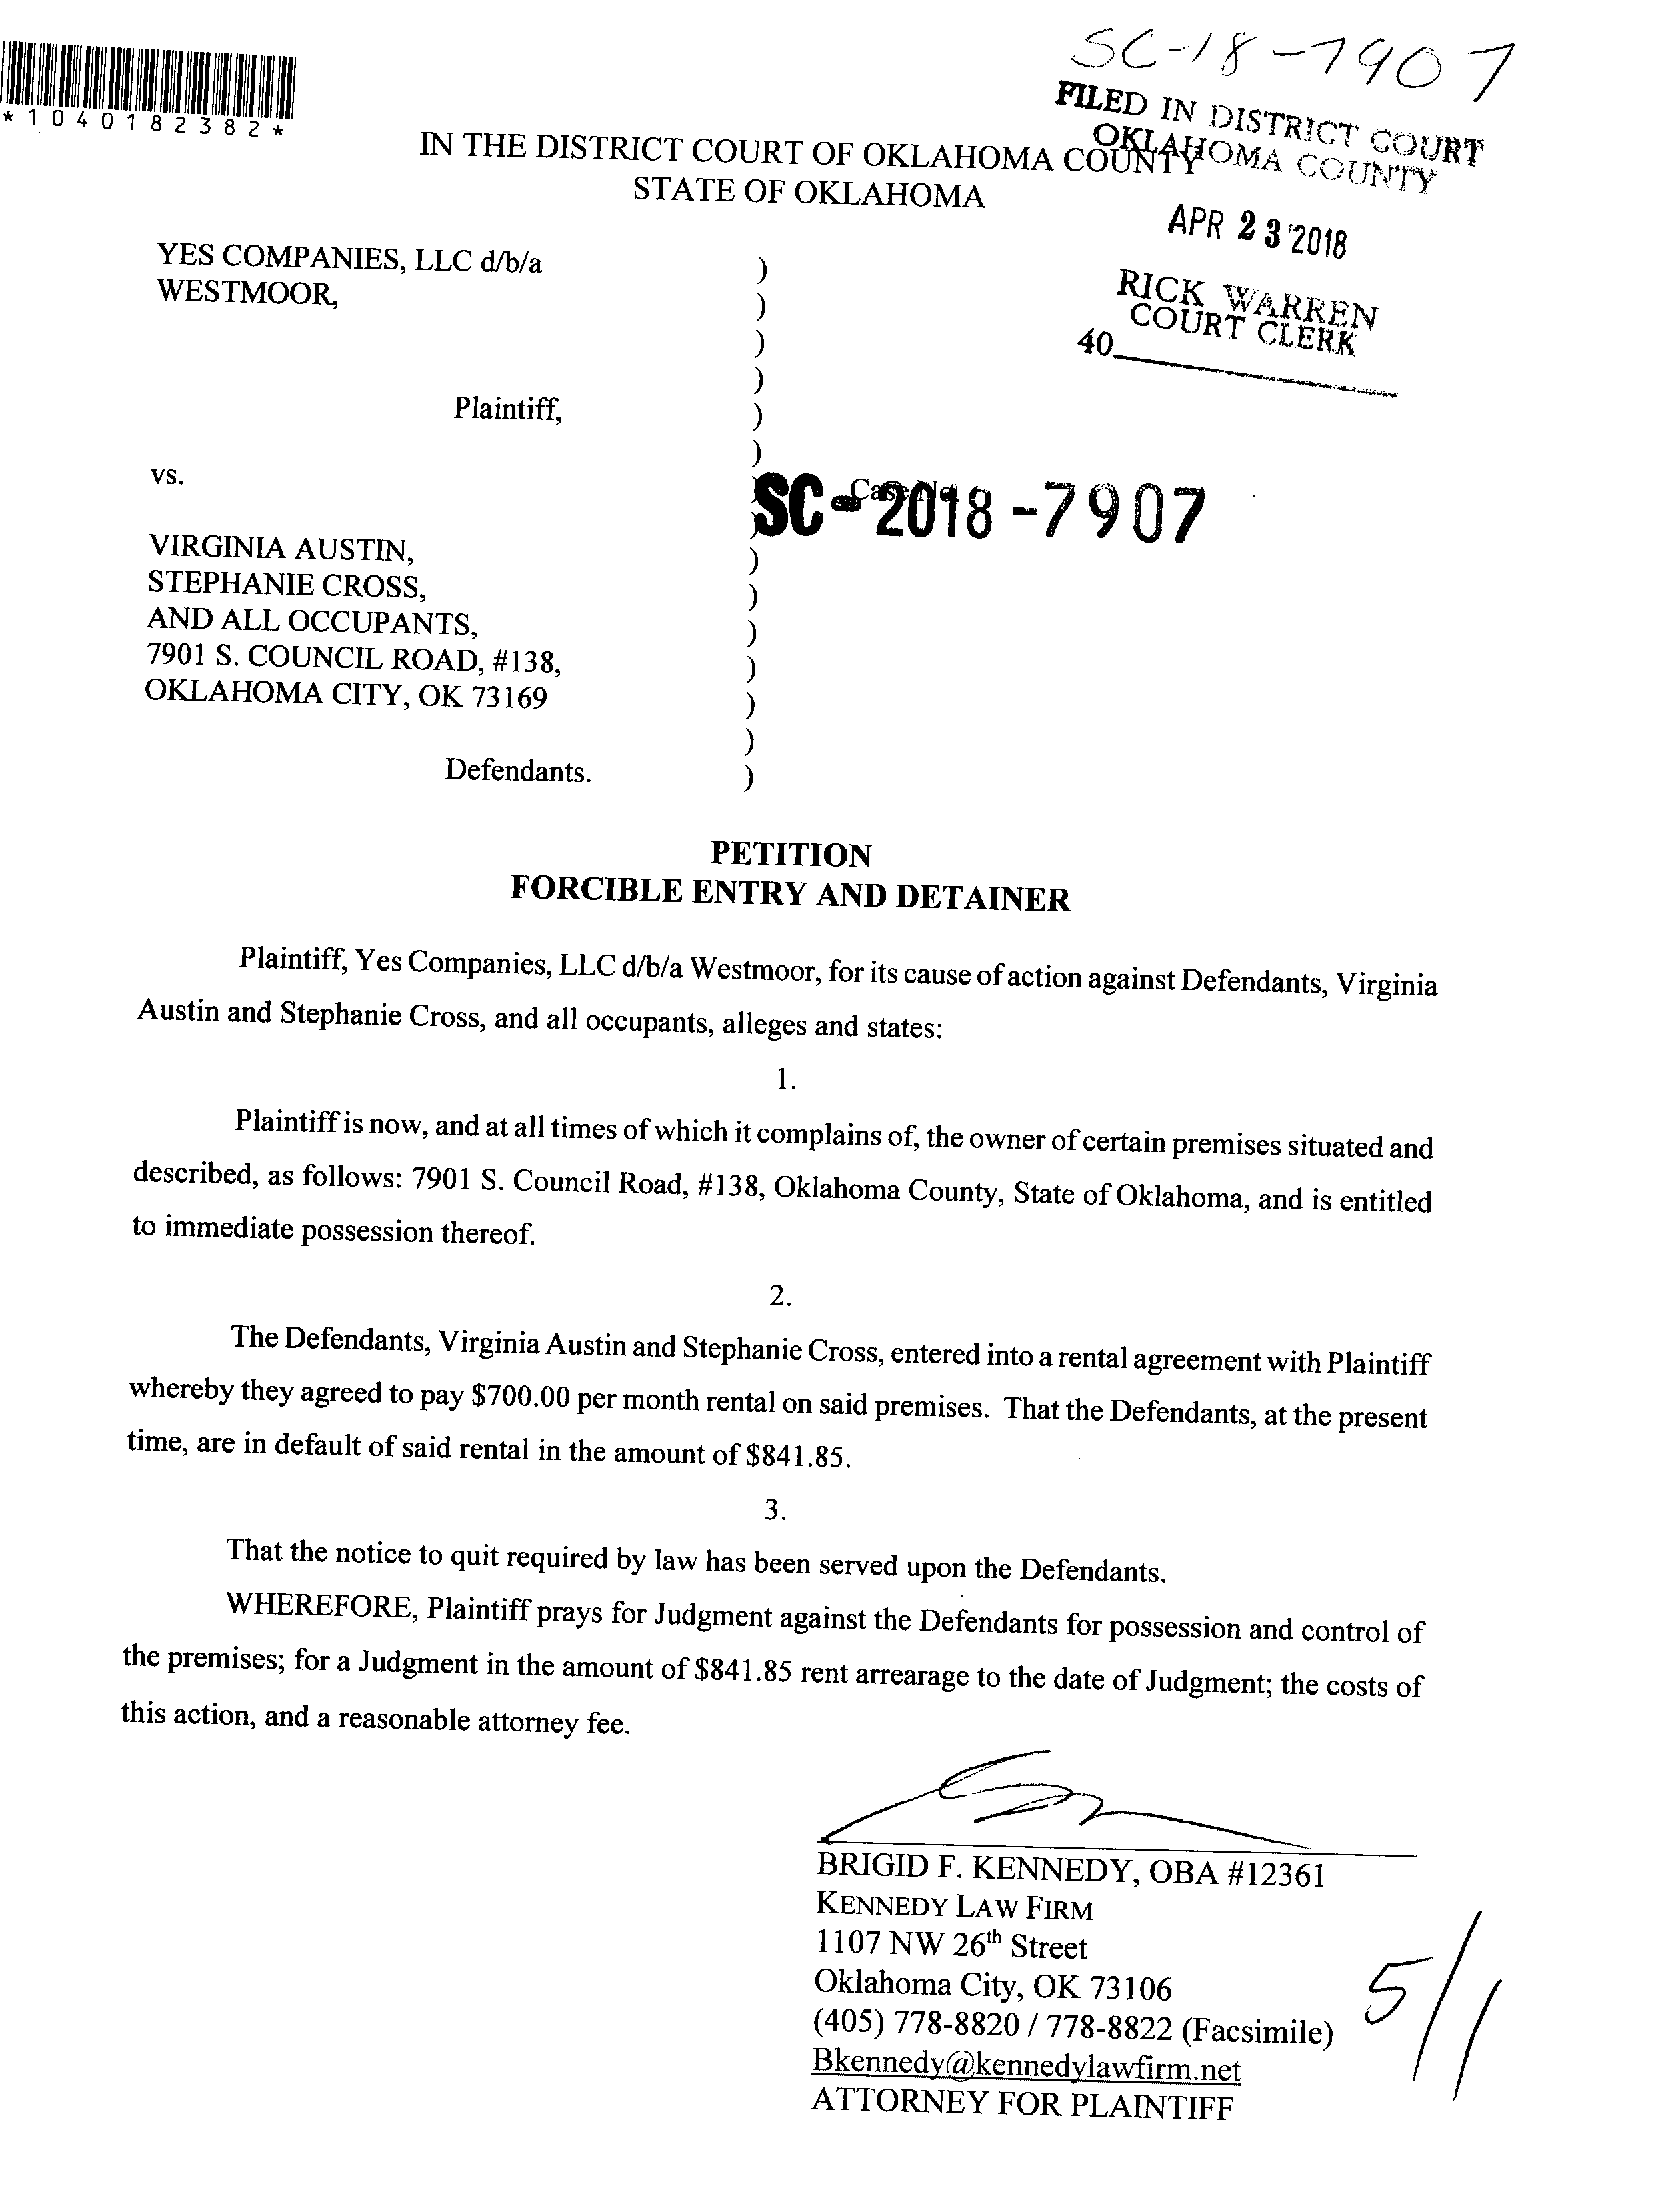 SC-18-7907
*1040182382*
FILED IN DISTRICT COURT
OKLAHOMA COUNTY
IN THE DISTRICT COURT OF OKLAHOMA COUNTY
STATE OF OKLAHOMA
APR 23 2018
RICK WARREN
COURT CLERK
40
YES COMPANIES, LLC d/b/a )
WESTMOOR, )
)
)
Plaintiff, )
)
vs. ) Case No.
SC-2018-7907
VIRGINIA AUSTIN, )
STEPHANIE CROSS, )
AND ALL OCCUPANTS, )
7901 S. COUNCIL ROAD, #138, )
OKLAHOMA CITY, OK 73169 )
)
Defendants. )
PETITION
FORCIBLE ENTRY AND DETAINER
Plaintiff, Yes Companies, LLC d/b/a Westmoor, for its cause of action against Defendants, Virginia
Austin and Stephanie Cross, and all occupants, alleges and states:
1.
Plaintiff is now, and at all times of which it complains of, the owner of certain premises situated and
described, as follows: 7901 S. Council Road, #138, Oklahoma County, State of Oklahoma, and is entitled
to immediate possession thereof.
2.
The Defendants, Virginia Austin and Stephanie Cross, entered into a rental agreement with Plaintiff
whereby they agreed to pay $700.00 per month rental on said premises. That the Defendants, at the present
time, are in default of said rental in the amount of $841.85.
3.
That the notice to quit required by law has been served upon the Defendants.
WHEREFORE, Plaintiff prays for Judgment against the Defendants for possession and control of
the premises; for a Judgment in the amount of $841.85 rent arrearage to the date of Judgment; the costs of
this action, and a reasonable attorney fee.
BRIGID F. KENNEDY, OBA #12361
KENNEDY LAW FIRM
1107 NW 26th Street
Oklahoma City, OK 73106
(405) 778-8820 / 778-8822 (Facsimile)
Bkennedy@kennedylawfirm.net
ATTORNEY FOR PLAINTIFF
5/1